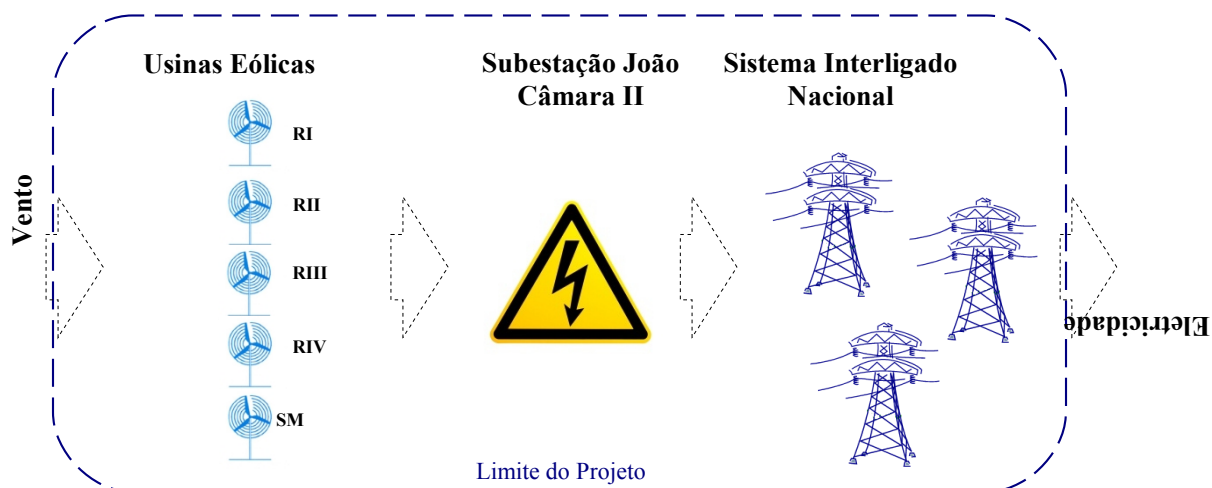 Usinas Eólicas
Subestação João
Câmara II
Sistema Interligado
Nacional
Vento
RI
RII
RIII
RIV
SM
Eletricidade
Limite do Projeto